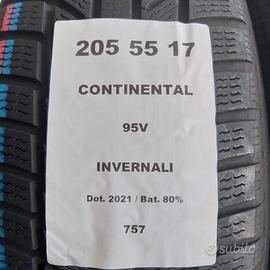 205 55 17
CONTINENTAL
95V
INVERNALI
Dot. 2021 / Bat. 80%
757
subito